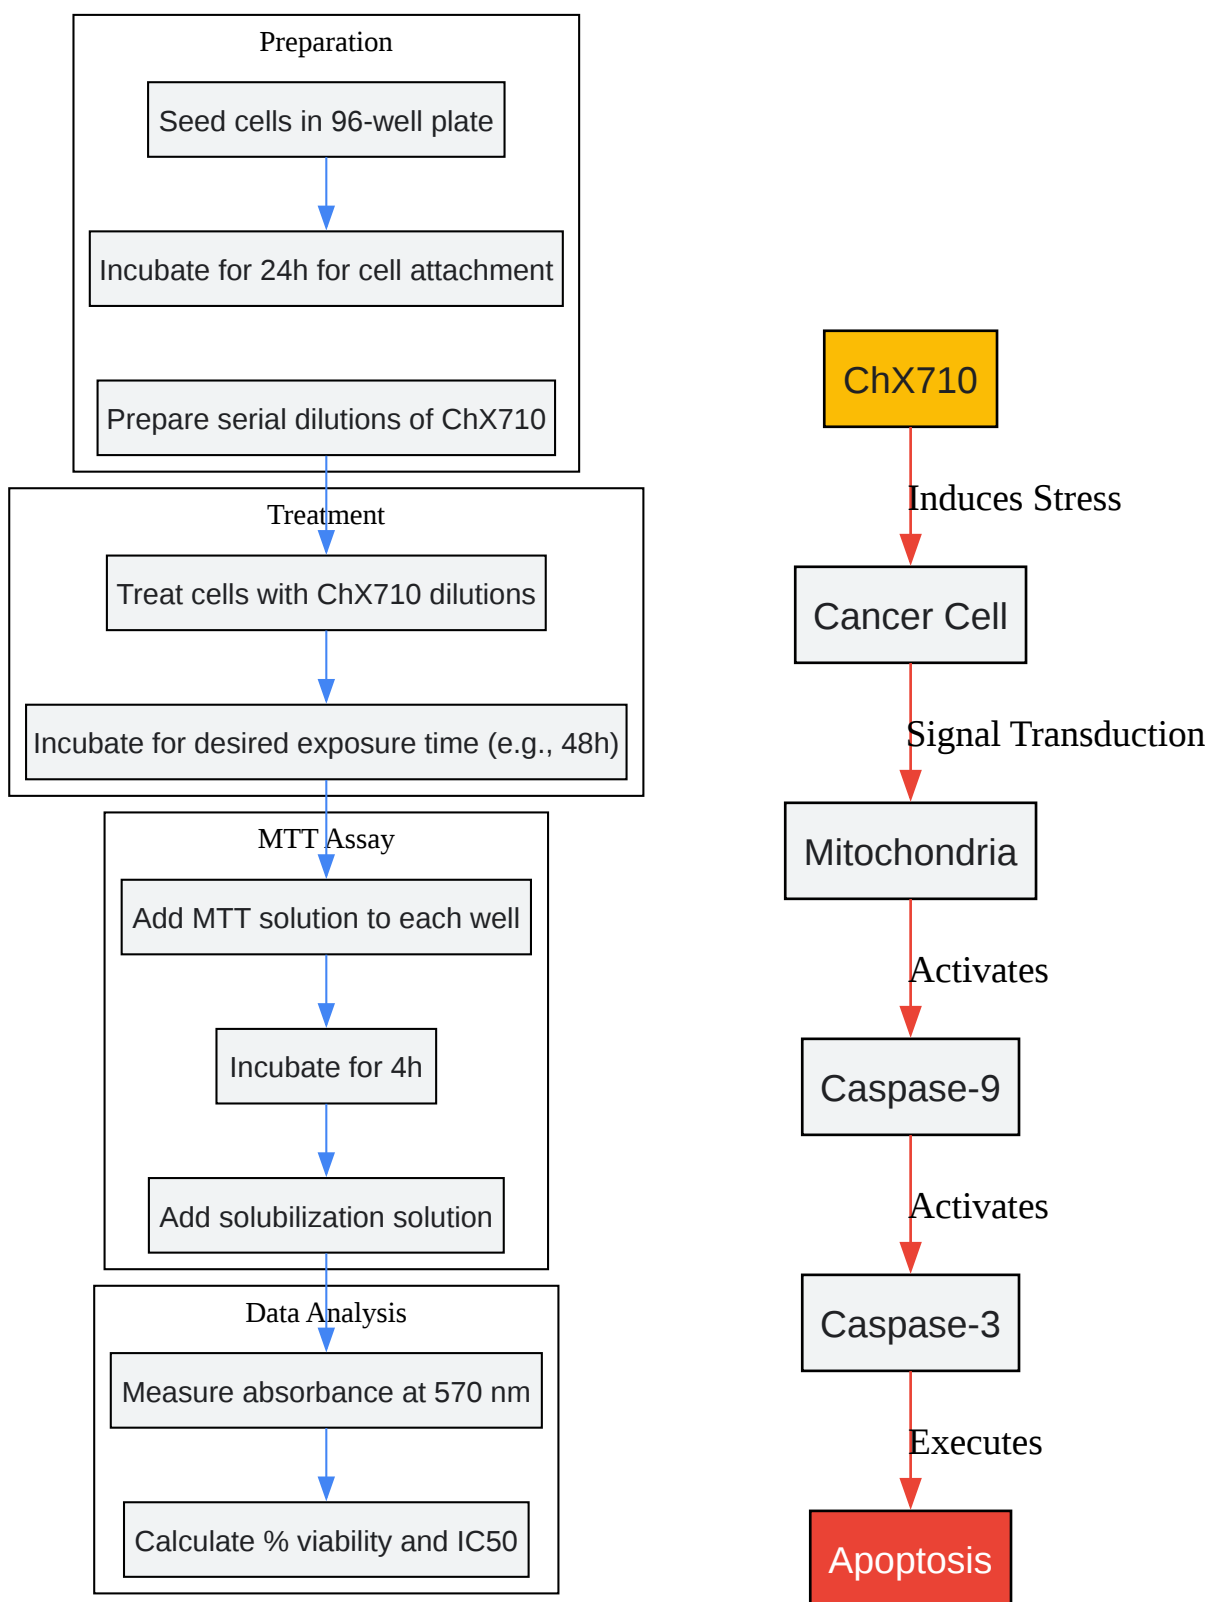 Preparation
Seed cells in 96-well plate
Incubate for 24h for cell attachment
Prepare serial dilutions of ChX710
Treatment
Treat cells with ChX710 dilutions
Incubate for desired exposure time (e.g., 48h)
MTT Assay
Add MTT solution to each well
Incubate for 4h
Add solubilization solution
Data Analysis
Measure absorbance at 570 nm
Calculate % viability and IC50
ChX710
Induces Stress
Cancer Cell
Signal Transduction
Mitochondria
Activates
Caspase-9
Activates
Caspase-3
Executes
Apoptosis